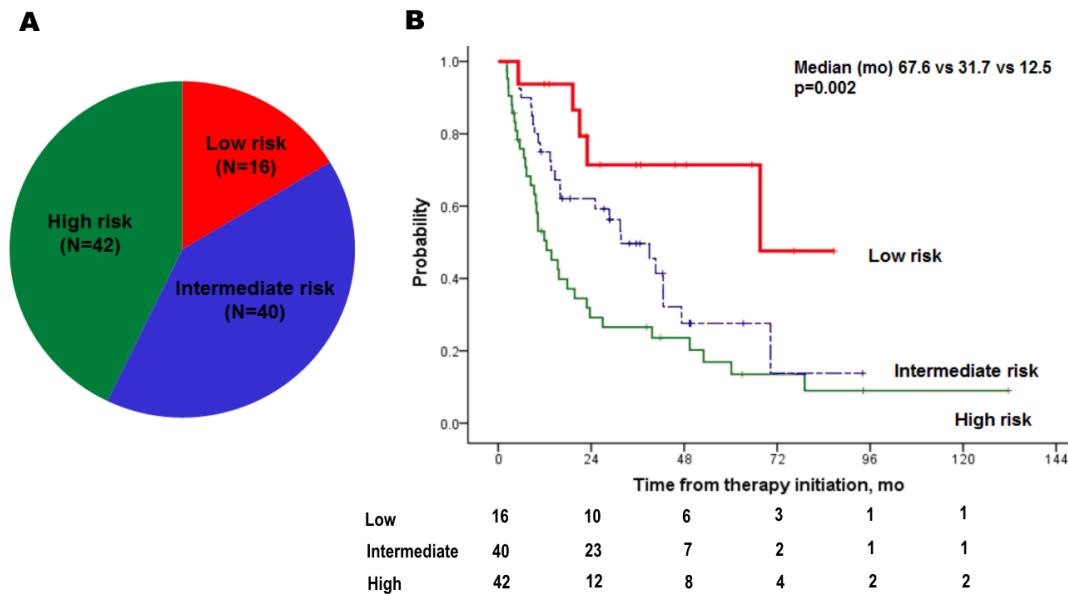 A
Low risk
(N=16)
High risk
(N=42)
Intermediate risk
(N=40)
B
Median (mo) 67.6 vs 31.7 vs 12.5
p=0.002
Probability
1.0
0.8
0.6
0.4
0.2
0.0
Low risk
Intermediate risk
High risk
0 24 48 72 96 120 144
Time from therapy initiation, mo
Low 16 10 6 3 1 1
Intermediate 40 23 7 2 1 1
High 42 12 8 4 2 2